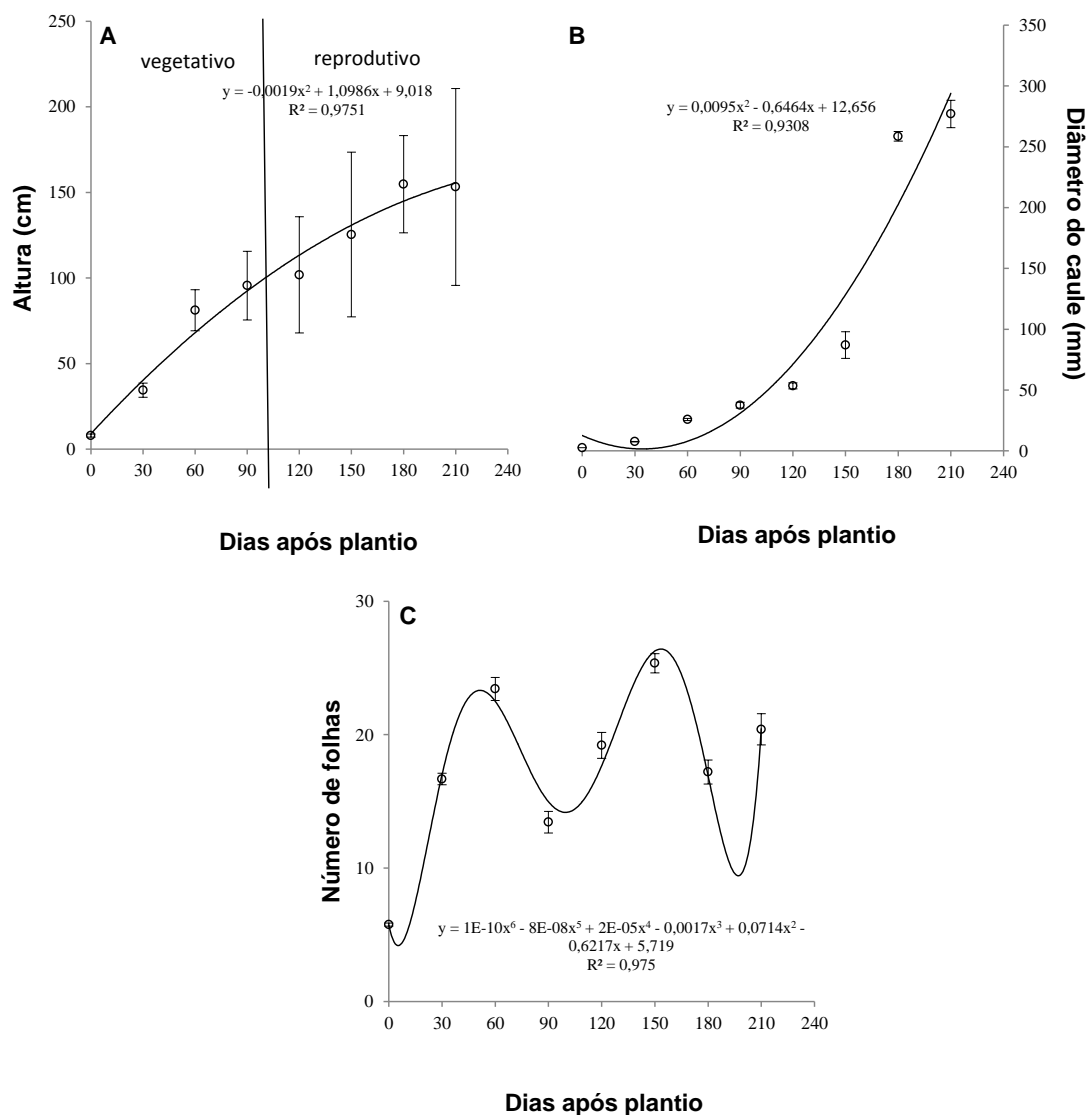 A
vegetativo
reprodutivo
y = -0,0019x² + 1,0986x + 9,018
R² = 0,9751
250
200
150
100
50
0
0 30 60 90 120 150 180 210 240
Altura (cm)
Dias após plantio
B
y = 0,0095x² - 0,6464x + 12,656
R² = 0,9308
350
300
250
200
150
100
50
0
0 30 60 90 120 150 180 210 240
Diâmetro do caule (mm)
Dias após plantio
C
30
20
10
0
0 30 60 90 120 150 180 210 240
Número de folhas
y = 1E-10x⁶ - 8E-08x⁵ + 2E-05x⁴ - 0,0017x³ + 0,0714x² -
0,6217x + 5,719
R² = 0,975
Dias após plantio